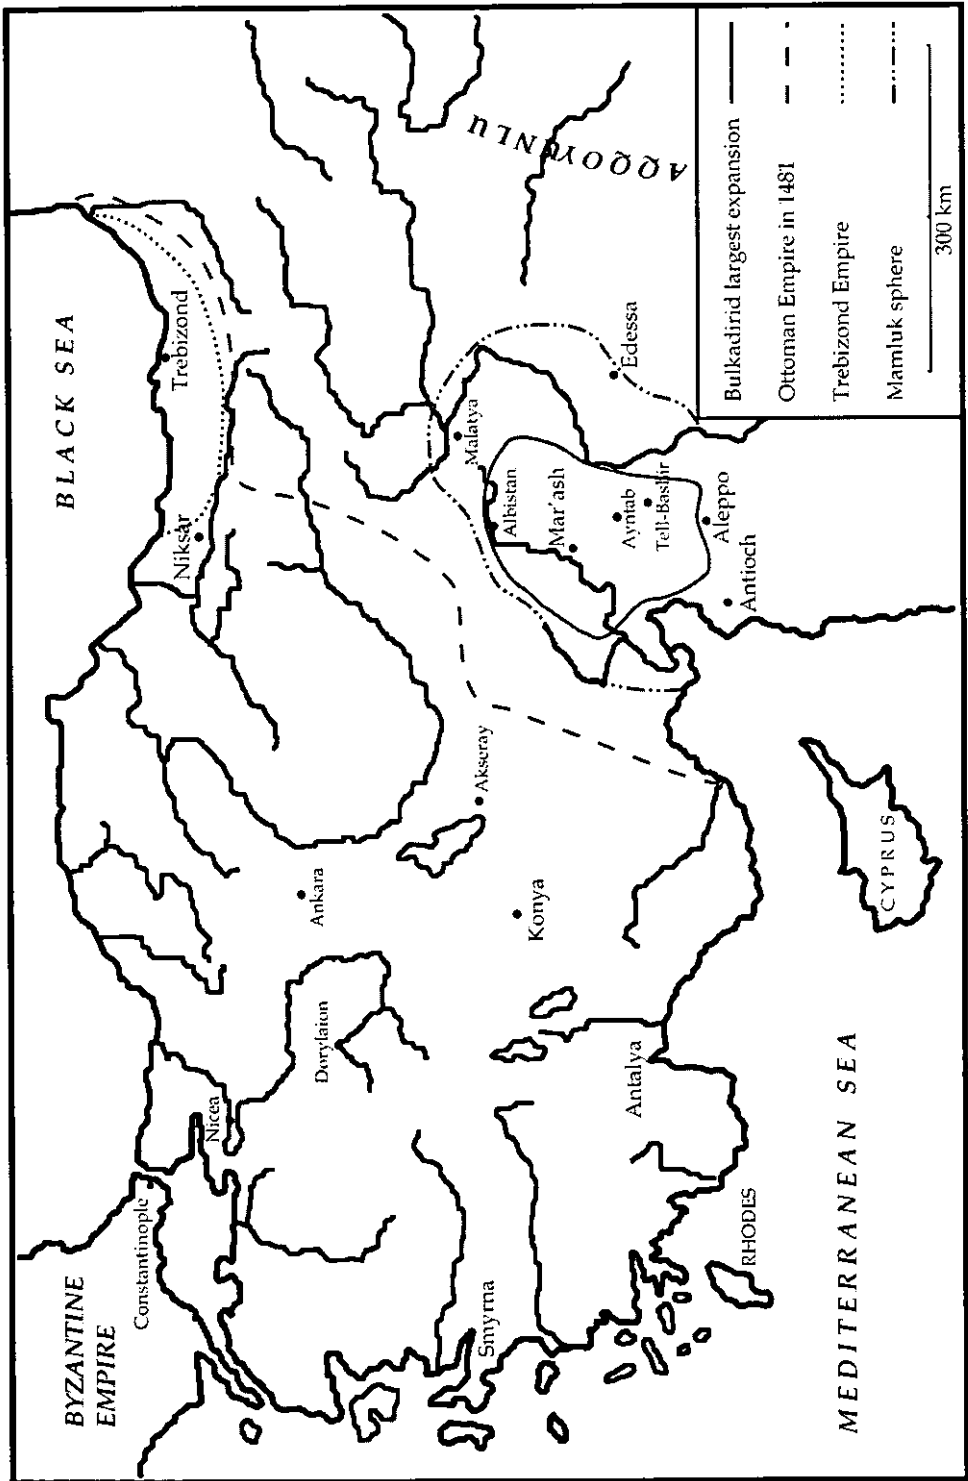 BLACK SEA
BYZANTINE
EMPIRE
Constantinople
Nicea
Niksar
Trebizond
Dorylaion
Ankara
Akseray
Konya
Smyrna
Antalya
RHODES
MEDITERRANEAN SEA
CYPRUS
Malatya
Albistan
Mar'ash
Ayntab
Tell-Bashir
Aleppo
Antioch
Edessa
AQQOYUNLU
Bulkadirid largest expansion
Ottoman Empire in 1481
Trebizond Empire
Mamluk sphere
300 km